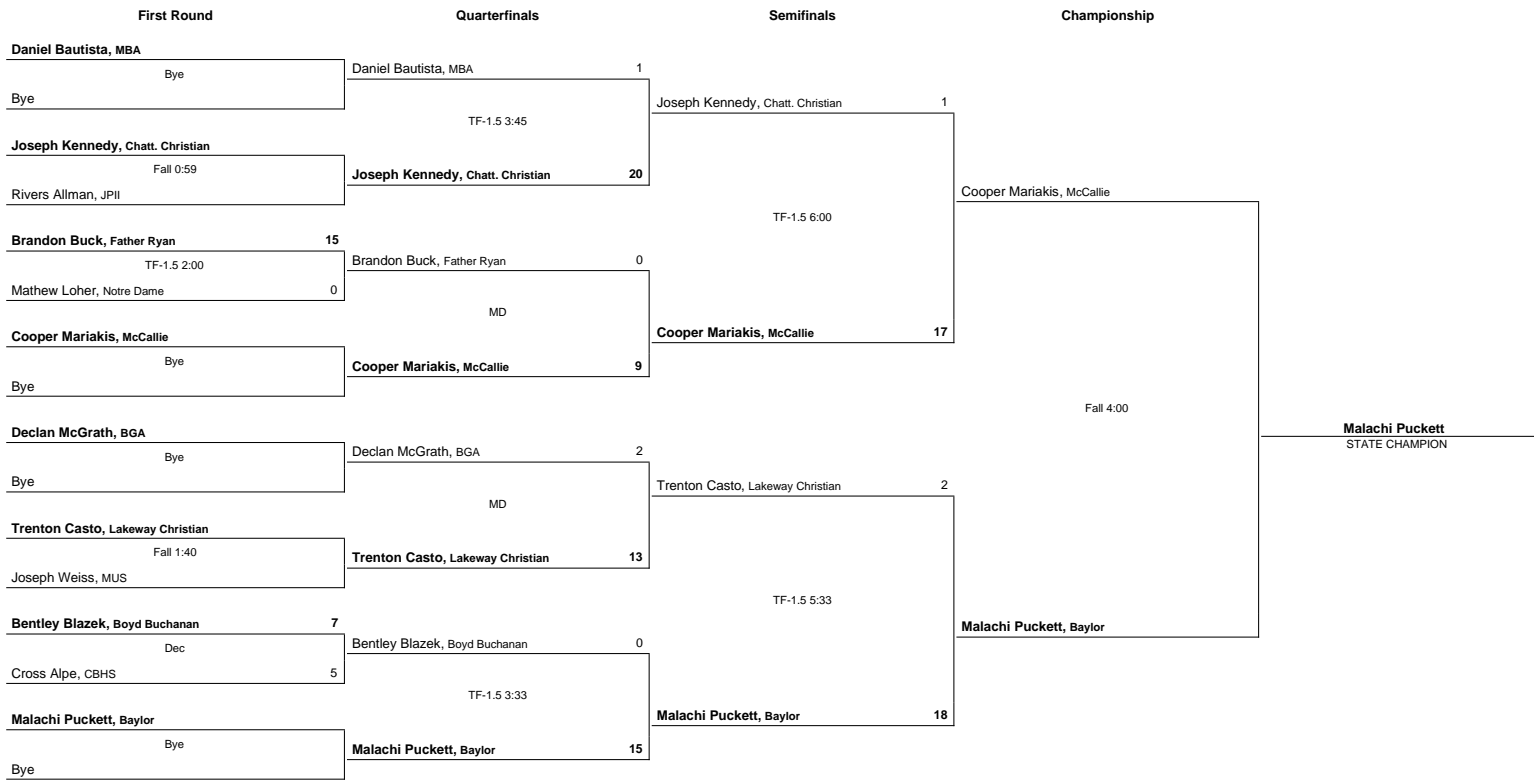 First Round
Quarterfinals
Semifinals
Championship
Daniel Bautista, MBA
Bye
Bye
Joseph Kennedy, Chatt. Christian
Fall 0:59
Rivers Allman, JPII
Brandon Buck, Father Ryan 15
TF-1.5 2:00
Mathew Loher, Notre Dame 0
Cooper Mariakis, McCallie
Bye
Bye
Declan McGrath, BGA
Bye
Bye
Trenton Casto, Lakeway Christian
Fall 1:40
Joseph Weiss, MUS
Bentley Blazek, Boyd Buchanan 7
Dec
Cross Alpe, CBHS 5
Malachi Puckett, Baylor
Bye
Bye
Daniel Bautista, MBA 1
TF-1.5 3:45
Joseph Kennedy, Chatt. Christian 20
Brandon Buck, Father Ryan 0
MD
Cooper Mariakis, McCallie 9
Declan McGrath, BGA 2
MD
Trenton Casto, Lakeway Christian 13
Bentley Blazek, Boyd Buchanan 0
TF-1.5 3:33
Malachi Puckett, Baylor 15
Joseph Kennedy, Chatt. Christian 1
TF-1.5 6:00
Cooper Mariakis, McCallie 17
Trenton Casto, Lakeway Christian 2
TF-1.5 5:33
Malachi Puckett, Baylor 18
Cooper Mariakis, McCallie
Fall 4:00
Malachi Puckett, Baylor
Malachi Puckett
STATE CHAMPION